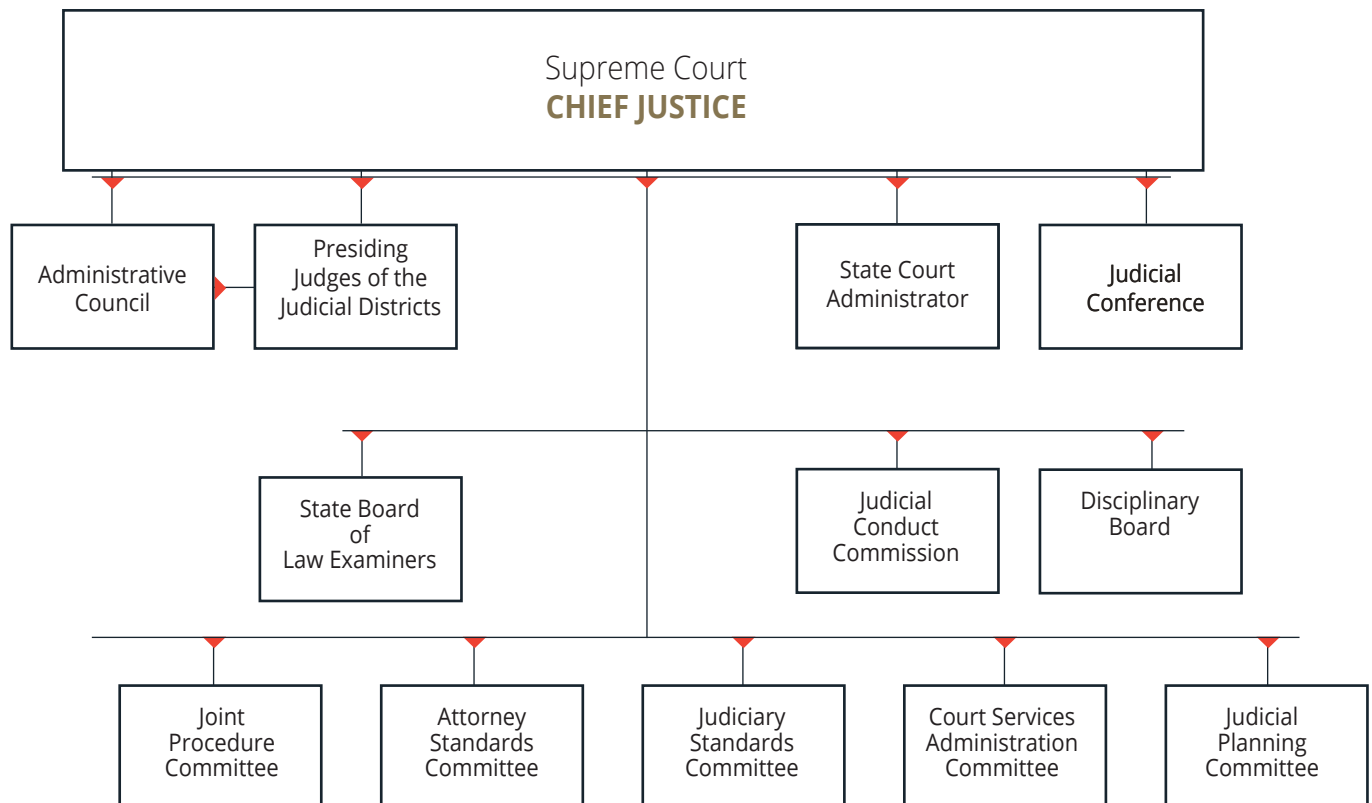 Supreme Court
CHIEF JUSTICE
Administrative
Council
Presiding
Judges of the
Judicial Districts
State Court
Administrator
Judicial
Conference
State Board
of
Law Examiners
Judicial
Conduct
Commission
Disciplinary
Board
Joint
Procedure
Committee
Attorney
Standards
Committee
Judiciary
Standards
Committee
Court Services
Administration
Committee
Judicial
Planning
Committee